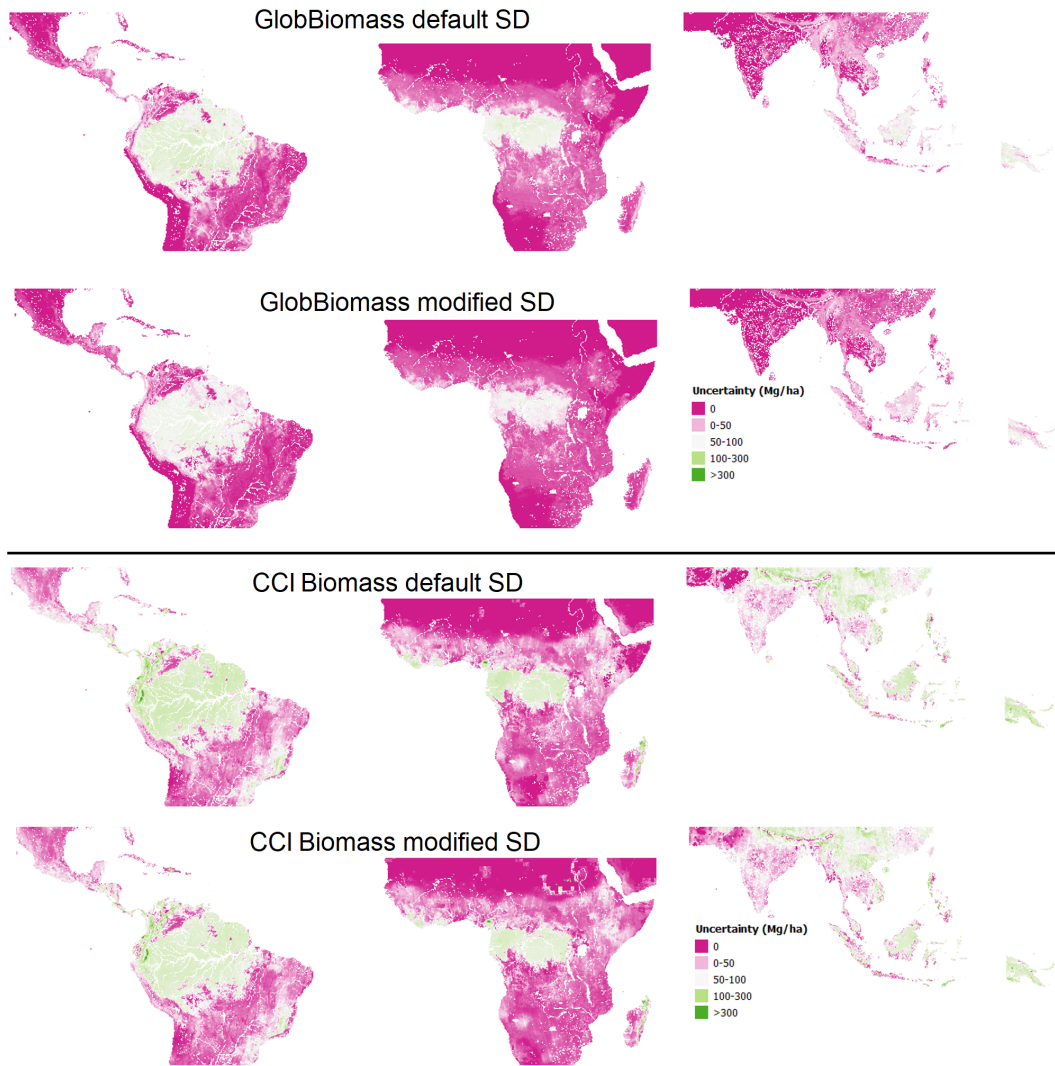 GlobBiomass default SD
GlobBiomass modified SD
Uncertainty (Mg/ha)
0
0-50
50-100
100-300
>300
CCI Biomass default SD
CCI Biomass modified SD
Uncertainty (Mg/ha)
0
0-50
50-100
100-300
>300